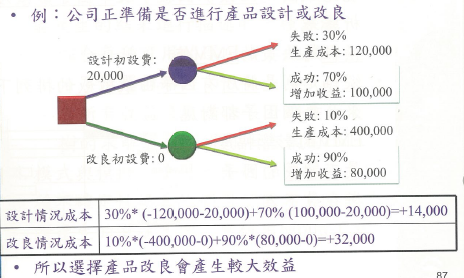 • 例：公司正準備是否進行產品設計或改良
失敗: 30%
生產成本: 120,000
設計初設費:
20,000
成功: 70%
增加收益: 100,000
失敗: 10%
生產成本: 400,000
改良初設費: 0
成功: 90%
增加收益: 80,000
設計情況成本 30%* (-120,000-20,000)+70% (100,000-20,000)=+14,000
改良情況成本 10%*(-400,000-0)+90%*(80,000-0)=+32,000
• 所以選擇產品改良會產生較大效益
87